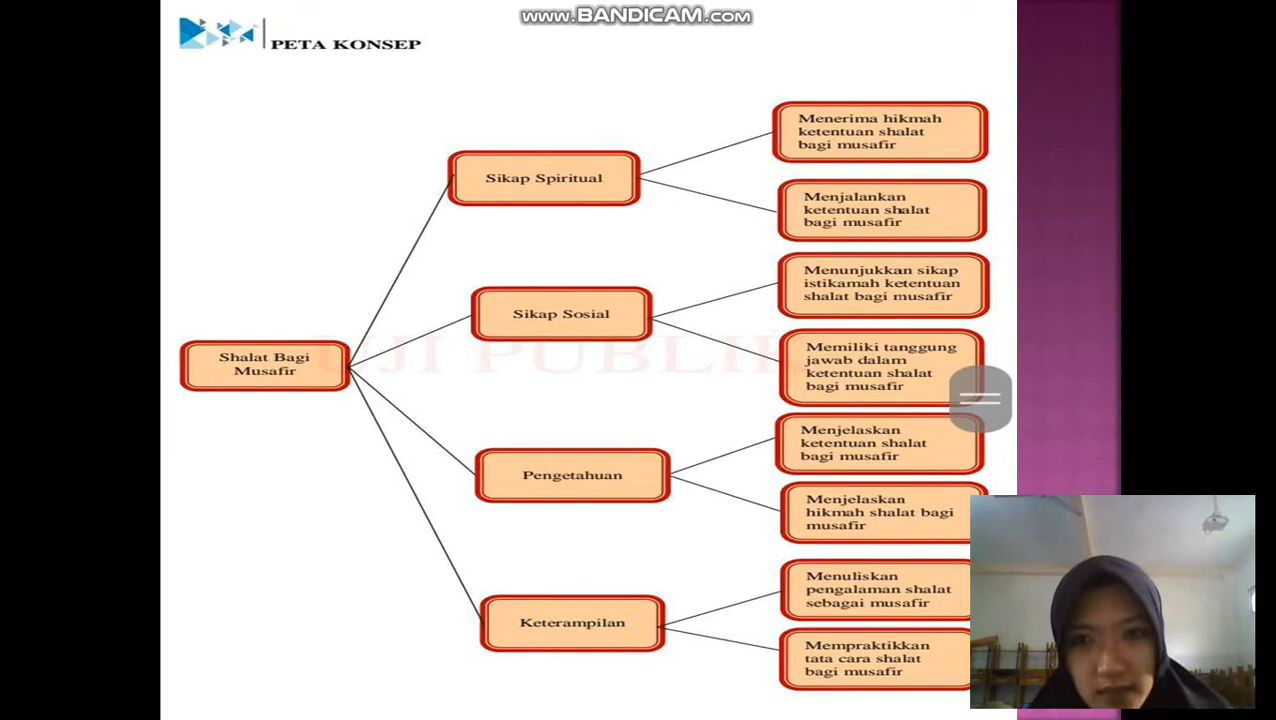 www.BANDICAM.com
PETA KONSEP
Menerima hikmah
ketentuan shalat
bagi musafir
Sikap Spiritual
Menjalankan
ketentuan shalat
bagi musafir
Menunjukkan sikap
istikamah ketentuan
shalat bagi musafir
Sikap Sosial
Memiliki tanggung
jawab dalam
ketentuan shalat
bagi musafir
Shalat Bagi
Musafir
UJI PUBLIK
Menjelaskan
ketentuan shalat
bagi musafir
Pengetahuan
Menjelaskan
hikmah shalat bagi
musafir
Menuliskan
pengalaman shalat
sebagai musafir
Keterampilan
Mempraktikkan
tata cara shalat
bagi musafir